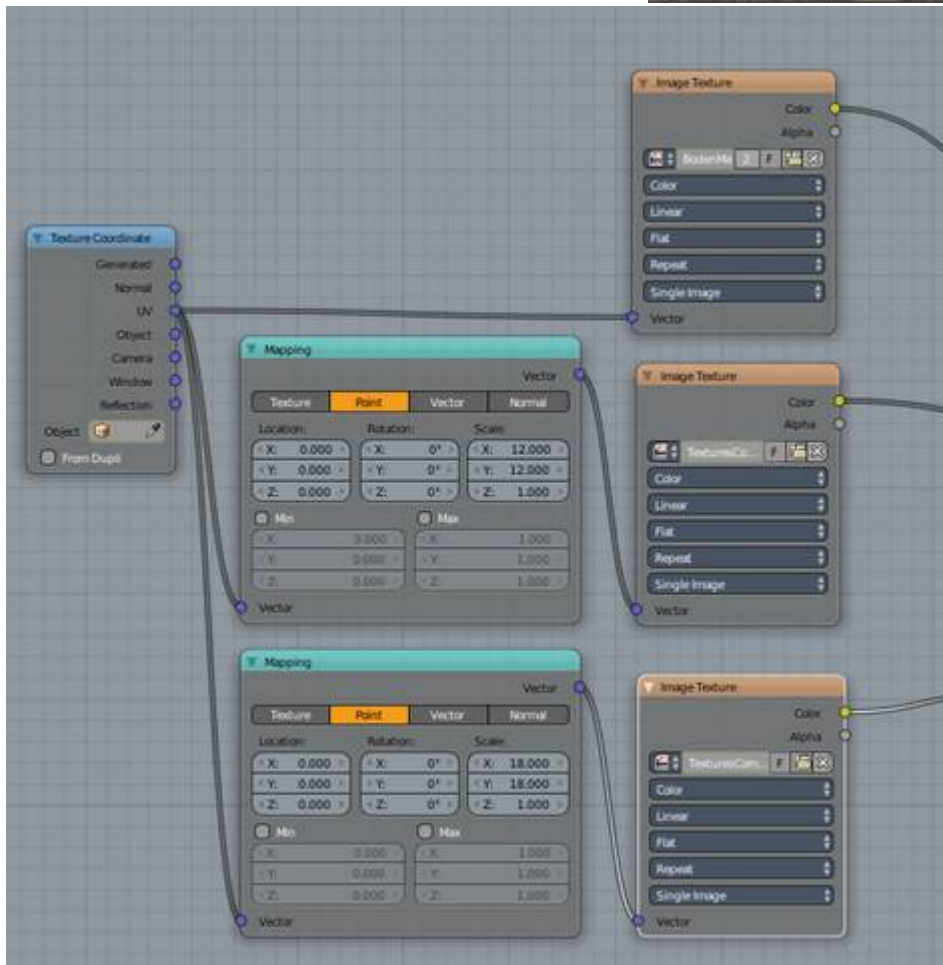 Image Texture
Color
Alpha
BodenMa 2 F
Color
Linear
Flat
Repeat
Single Image
Vector
Texture Coordinate
Generated
Normal
UV
Object
Camera
Window
Reflection
Object:
From Dupli
Mapping
Vector
Texture Point Vector Normal
Location: Rotation: Scale:
X: 0.000 X: 0° X: 12.000
Y: 0.000 Y: 0° Y: 12.000
Z: 0.000 Z: 0° Z: 1.000
Min Max
X: 0.000 X: 1.000
Y: 0.000 Y: 1.000
Z: 0.000 Z: 1.000
Vector
Image Texture
Color
Alpha
TexturesCo... F
Color
Linear
Flat
Repeat
Single Image
Vector
Mapping
Vector
Texture Point Vector Normal
Location: Rotation: Scale:
X: 0.000 X: 0° X: 18.000
Y: 0.000 Y: 0° Y: 18.000
Z: 0.000 Z: 0° Z: 1.000
Min Max
X: 0.000 X: 1.000
Y: 0.000 Y: 1.000
Z: 0.000 Z: 1.000
Vector
Image Texture
Color
Alpha
TexturesCom... F
Color
Linear
Flat
Repeat
Single Image
Vector